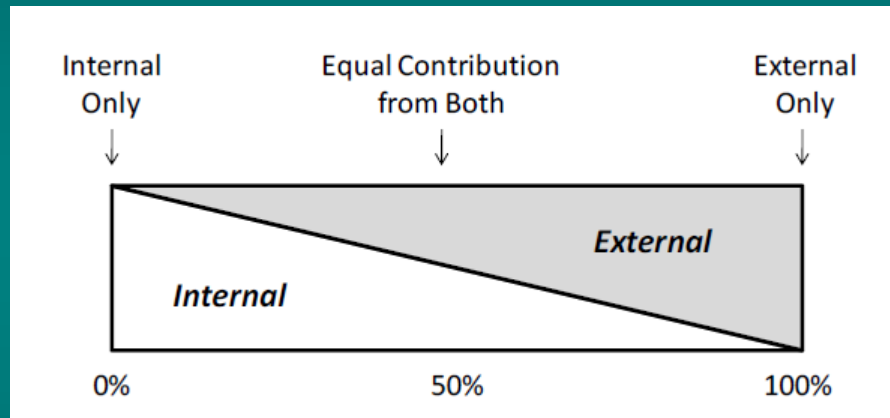 Internal
Only
Equal Contribution
from Both
External
Only
External
Internal
0%
50%
100%